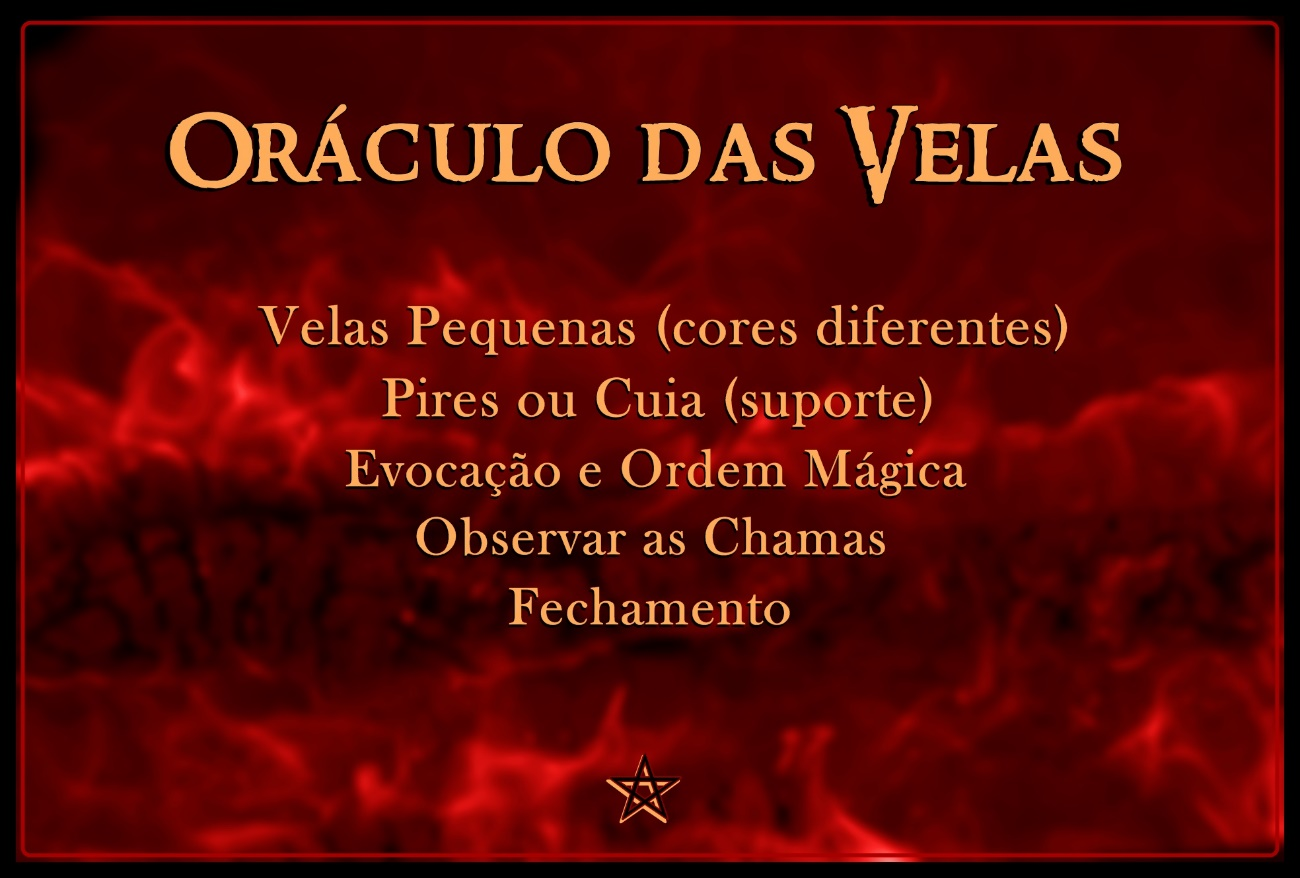 Oráculo das Velas
Velas Pequenas (cores diferentes)
Pires ou Cuia (suporte)
Evocação e Ordem Mágica
Observar as Chamas
Fechamento